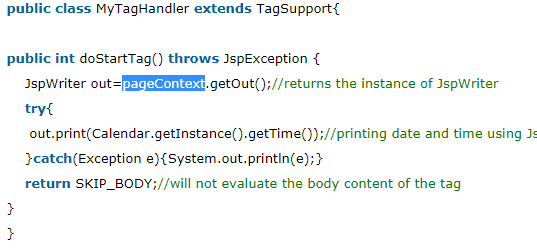 public class MyTagHandler extends TagSupport{
public int doStartTag() throws JspException {
JspWriter out=pageContext.getOut();//returns the instance of JspWriter
try{
out.print(Calendar.getInstance().getTime());//printing date and time using
}catch(Exception e){System.out.println(e);}
return SKIP_BODY;//will not evaluate the body content of the tag
}
}